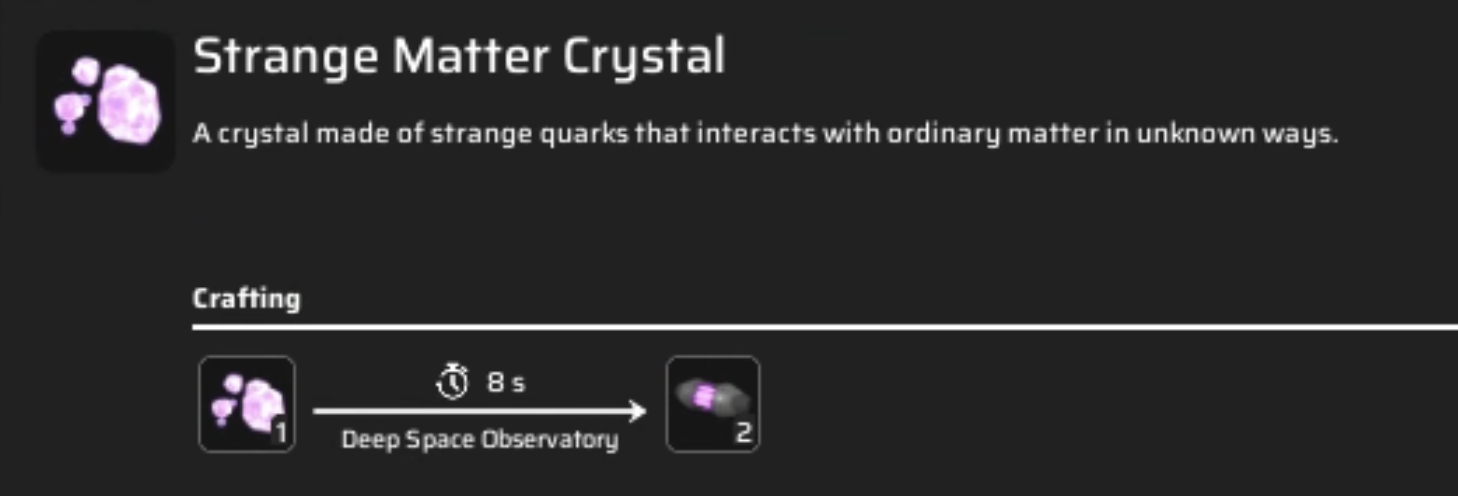 Strange Matter Crystal
A crystal made of strange quarks that interacts with ordinary matter in unknown ways.
Crafting
8 s
1
Deep Space Observatory
2